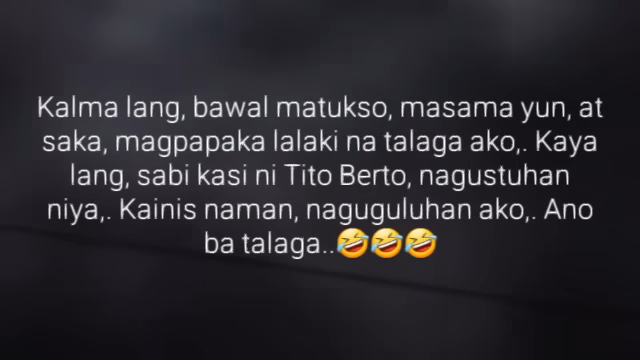 Kalma lang, bawal matukso, masama yun, at
saka, magpapaka lalaki na talaga ako,. Kaya
lang, sabi kasi ni Tito Berto, nagustuhan
niya,. Kainis naman, naguguluhan ako,. Ano
ba talaga..🤣🤣🤣